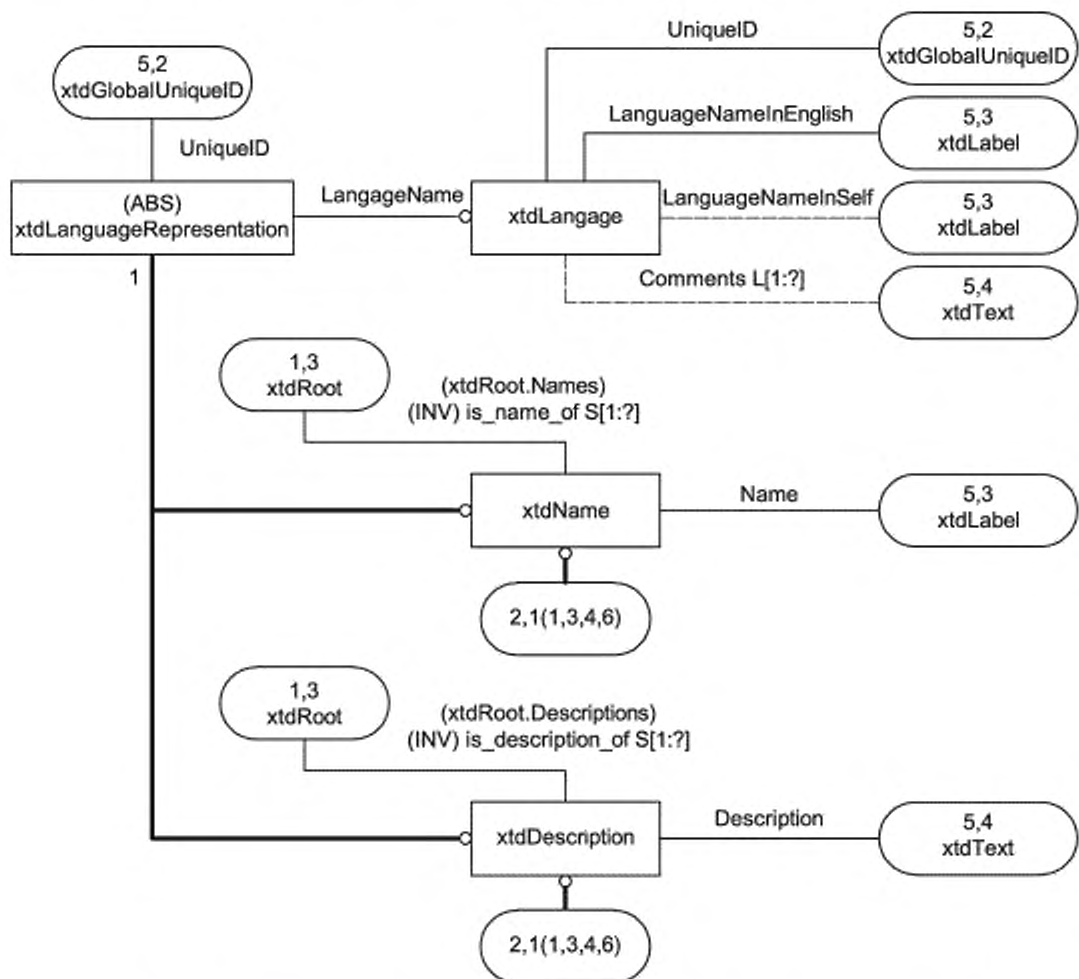 UniqueID
5,2
xtdGlobalUniqueID
5,2
xtdGlobalUniqueID
UniqueID
LanguageNameInEnglish
5,3
xtdLabel
(ABS)
xtdLanguageRepresentation
LangageName
xtdLangage
LanguageNameInSelf
5,3
xtdLabel
1
Comments L[1:?]
5,4
xtdText
1,3
xtdRoot
(xtdRoot.Names)
(INV) is_name_of S[1:?]
xtdName
Name
5,3
xtdLabel
2,1(1,3,4,6)
1,3
xtdRoot
(xtdRoot.Descriptions)
(INV) is_description_of S[1:?]
xtdDescription
Description
5,4
xtdText
2,1(1,3,4,6)